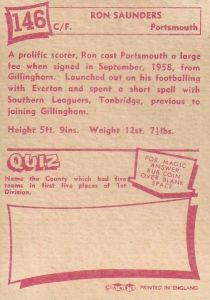 146
RON SAUNDERS
C/F.
Portsmouth
A prolific scorer, Ron cost Portsmouth a large
fee when signed in September, 1958, from
Gillingham. Launched out on his footballing
with Everton and spent a short spell with
Southern Leaguers, Tonbridge, previous to
joining Gillingham.
Height 5ft. 9ins. Weight 12st. 7½lbs.
QUIZ
Name the County which had five
teams in first five places of 1st
Division.
FOR MAGIC
ANSWER
RUB COIN
OVER BLANK
SPACE
PRINTED IN ENGLAND